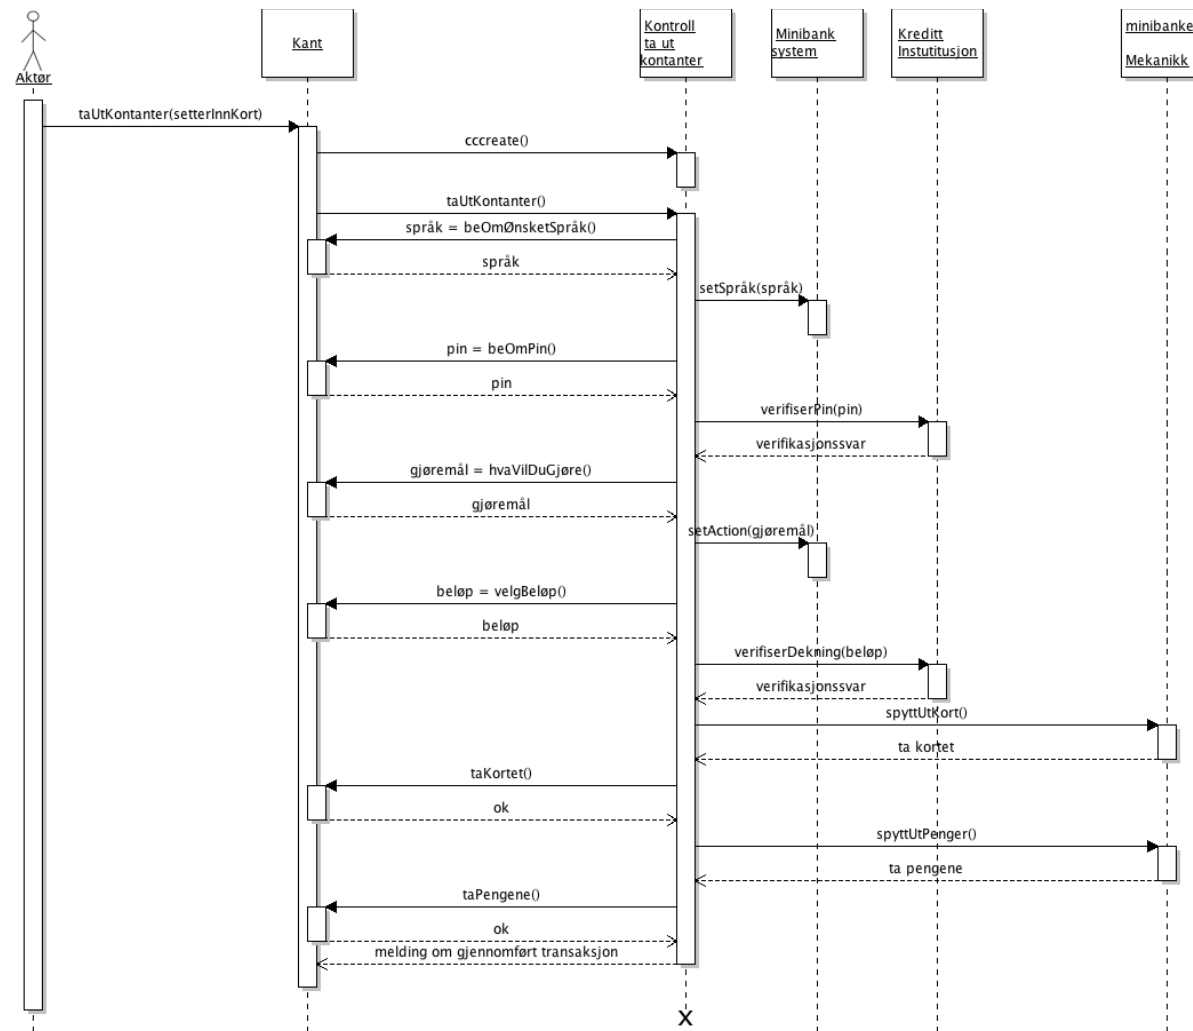 Aktør
Kant
Kontroll
ta ut
kontanter
Minibank
system
Kreditt
Instutitusjon
minibanke
Mekanikk
taUtKontanter(setterInnKort)
cccreate()
taUtKontanter()
språk = beOmØnsketSpråk()
språk
setSpråk(språk)
pin = beOmPin()
pin
verifiserPin(pin)
verifikasjonssvar
gjøremål = hvaVilDuGjøre()
gjøremål
setAction(gjøremål)
beløp = velgBeløp()
beløp
verifiserDekning(beløp)
verifikasjonssvar
spyttUtKort()
ta kortet
taKortet()
ok
spyttUtPenger()
ta pengene
taPengene()
ok
melding om gjennomført transaksjon
X